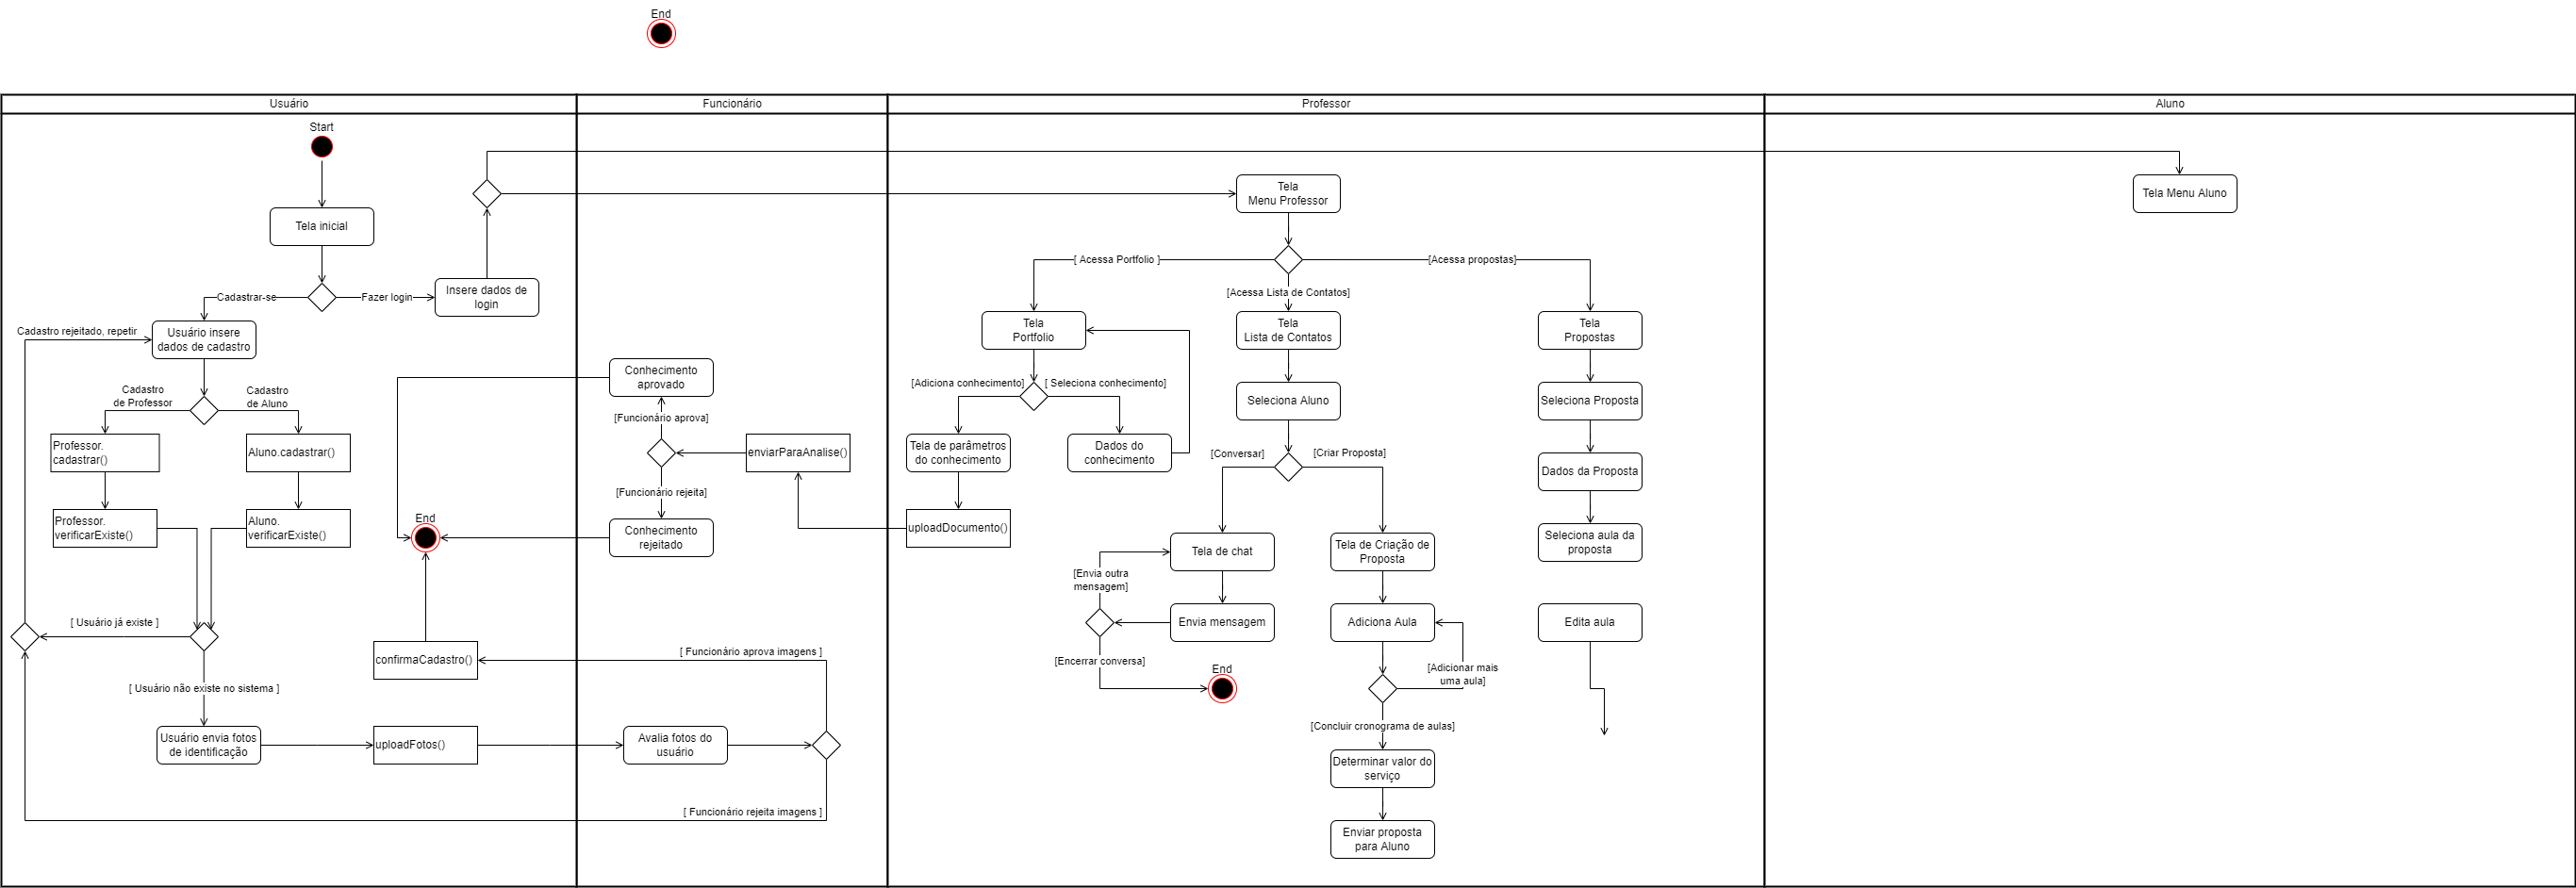 End
Usuário
Funcionário
Professor
Aluno
Start
Tela inicial
Cadastrar-se
Fazer login
Insere dados de
login
Cadastro rejeitado, repetir
Usuário insere
dados de cadastro
Cadastro
de Professor
Cadastro
de Aluno
Professor.
cadastrar()
Aluno.cadastrar()
Professor.
verificarExiste()
Aluno.
verificarExiste()
[ Usuário já existe ]
[ Usuário não existe no sistema ]
Usuário envia fotos
de identificação
uploadFotos()
confirmaCadastro()
End
Conhecimento
aprovado
[Funcionário aprova]
enviarParaAnalise()
[Funcionário rejeita]
Conhecimento
rejeitado
[ Funcionário aprova imagens ]
Avalia fotos do
usuário
[ Funcionário rejeita imagens ]
Tela
Menu Professor
[ Acessa Portfolio ]
[Acessa Lista de Contatos]
[Acessa propostas]
Tela
Portfolio
[Adiciona conhecimento]
[ Seleciona conhecimento]
Tela de parâmetros
do conhecimento
Dados do
conhecimento
uploadDocumento()
Tela
Lista de Contatos
Seleciona Aluno
[Conversar]
[Criar Proposta]
Tela de chat
[Envia outra
mensagem]
Envia mensagem
[Encerrar conversa]
End
Tela de Criação de
Proposta
Adiciona Aula
[Adicionar mais
uma aula]
[Concluir cronograma de aulas]
Determinar valor do
serviço
Enviar proposta
para Aluno
Tela
Propostas
Seleciona Proposta
Dados da Proposta
Seleciona aula da
proposta
Edita aula
Tela Menu Aluno